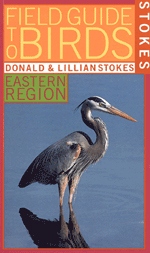 FIELD GUIDE
TO BIRDS
STOKES
DONALD & LILLIAN STOKES
EASTERN
REGION